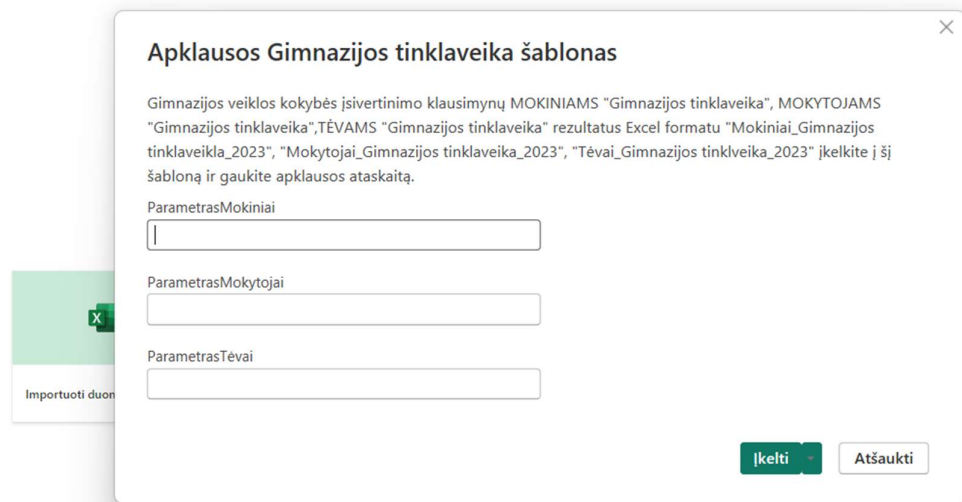 Apklausos Gimnazijos tinklaveika šablonas
Gimnazijos veiklos kokybės įsivertinimo klausimynų MOKINIAMS "Gimnazijos tinklaveika", MOKYTOJAMS
"Gimnazijos tinklaveika",TĖVAMS "Gimnazijos tinklaveika" rezultatus Excel formatu "Mokiniai_Gimnazijos
tinklaveikla_2023", "Mokytojai_Gimnazijos tinklaveika_2023", "Tėvai_Gimnazijos tinklveika_2023" įkelkite į šį
šabloną ir gaukite apklausos ataskaitą.
ParametrasMokiniai
ParametrasMokytojai
ParametrasTėvai
X
Importuoti duon
Įkelti
Atšaukti